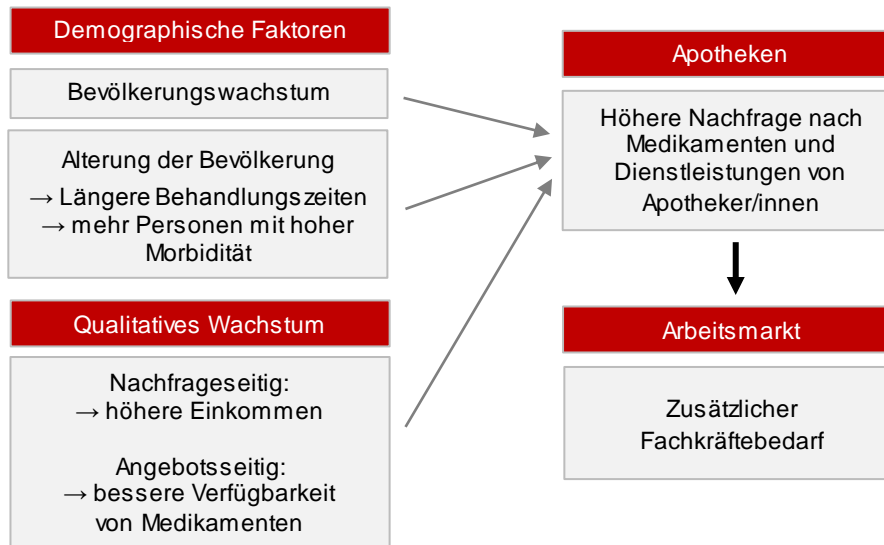 Demographische Faktoren
Bevölkerungswachstum
Alterung der Bevölkerung
→ Längere Behandlungszeiten
→ mehr Personen mit hoher
Morbidität
Qualitatives Wachstum
Nachfrageseitig:
→ höhere Einkommen
Angebotsseitig:
→ bessere Verfügbarkeit
von Medikamenten
Apotheken
Höhere Nachfrage nach
Medikamenten und
Dienstleistungen von
Apotheker/innen
Arbeitsmarkt
Zusätzlicher
Fachkräftebedarf